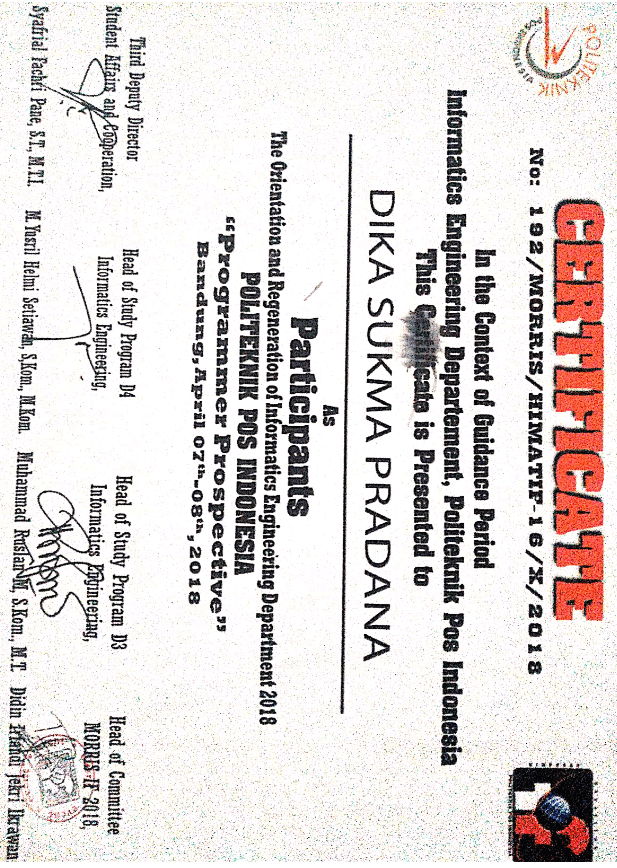 POLITEKNIK
POS INDONESIA
CERTIFICATE
No: 192/MORRIS/HIMATIF-16/X/2018
In the Context of Guidance Period
Informatics Engineering Departement, Politeknik Pos Indonesia
This Certificate is Presented to
DIKA SUKMA PRADANA
As
Participants
The Orientation and Regeneration of Informatics Engineering Department 2018
POLITEKNIK POS INDONESIA
"Programmer Prospective"
Bandung, April 07th-08th, 2018
Third Deputy Director
Student Affairs and Cooperation,
Syafrial Fachri Pane, S.T., M.T.I.
Head of Study Program D4
Informatics Engineering,
M. Yusril Helmi Setiawan, S.Kom., M.Kom.
Head of Study Program D3
Informatics Engineering,
Muhammad Ruslan M, S.Kom., M.T.
Head of Committee
MORRIS IF 2018,
Didin jekri Ikrawan